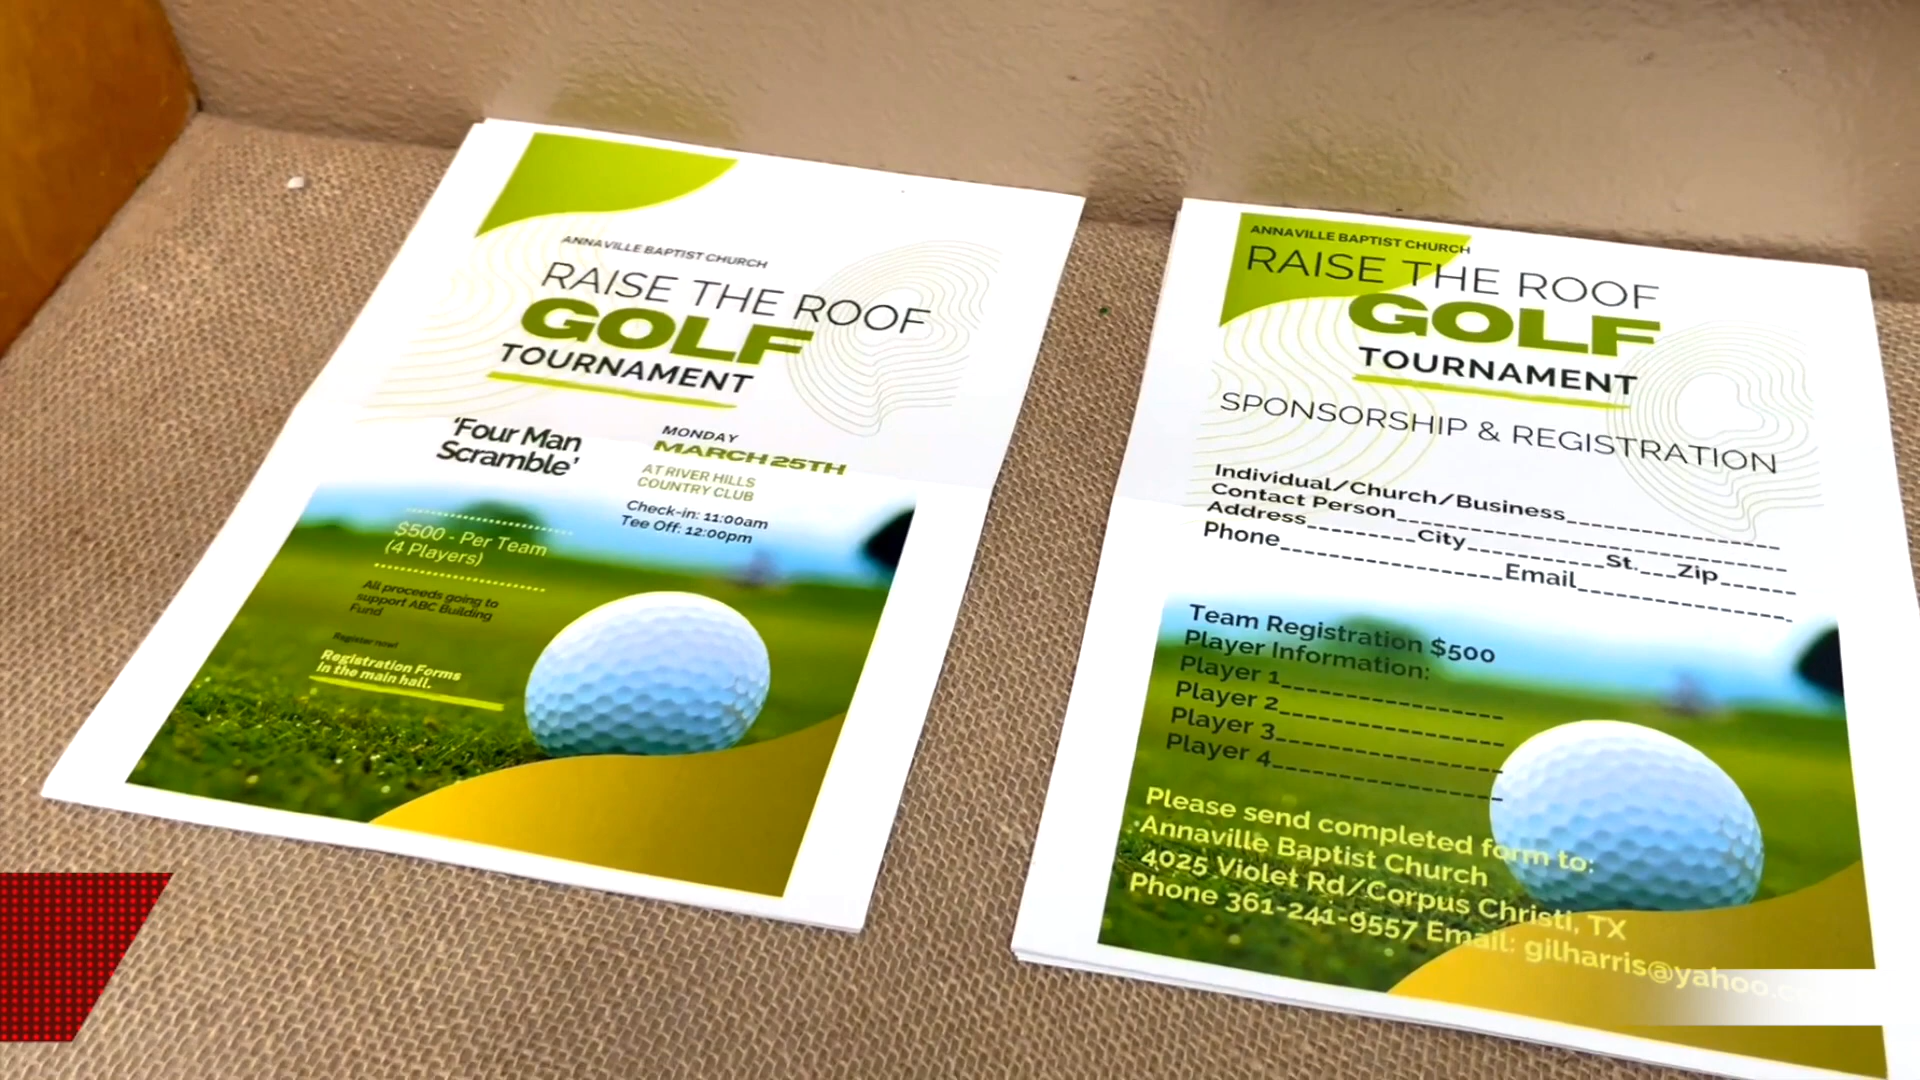 ANNAVILLE BAPTIST CHURCH
RAISE THE ROOF
GOLF
TOURNAMENT
'Four Man
Scramble'
MONDAY
MARCH 25TH
AT RIVER HILLS
COUNTRY CLUB
Check-in: 11:00am
Tee Off: 12:00pm
$500 - Per Team
(4 Players)
All proceeds going to
support ABC Building
Fund
Register now!
Registration Forms
in the main hall.
ANNAVILLE BAPTIST CHURCH
RAISE THE ROOF
GOLF
TOURNAMENT
SPONSORSHIP & REGISTRATION
Individual/Church/Business
Contact Person
Address City St. Zip
Phone Email
Team Registration $500
Player Information:
Player 1
Player 2
Player 3
Player 4
Please send completed form to:
Annaville Baptist Church
4025 Violet Rd/Corpus Christi, TX
Phone 361-241-9557 Email: gilharris@yahoo.c